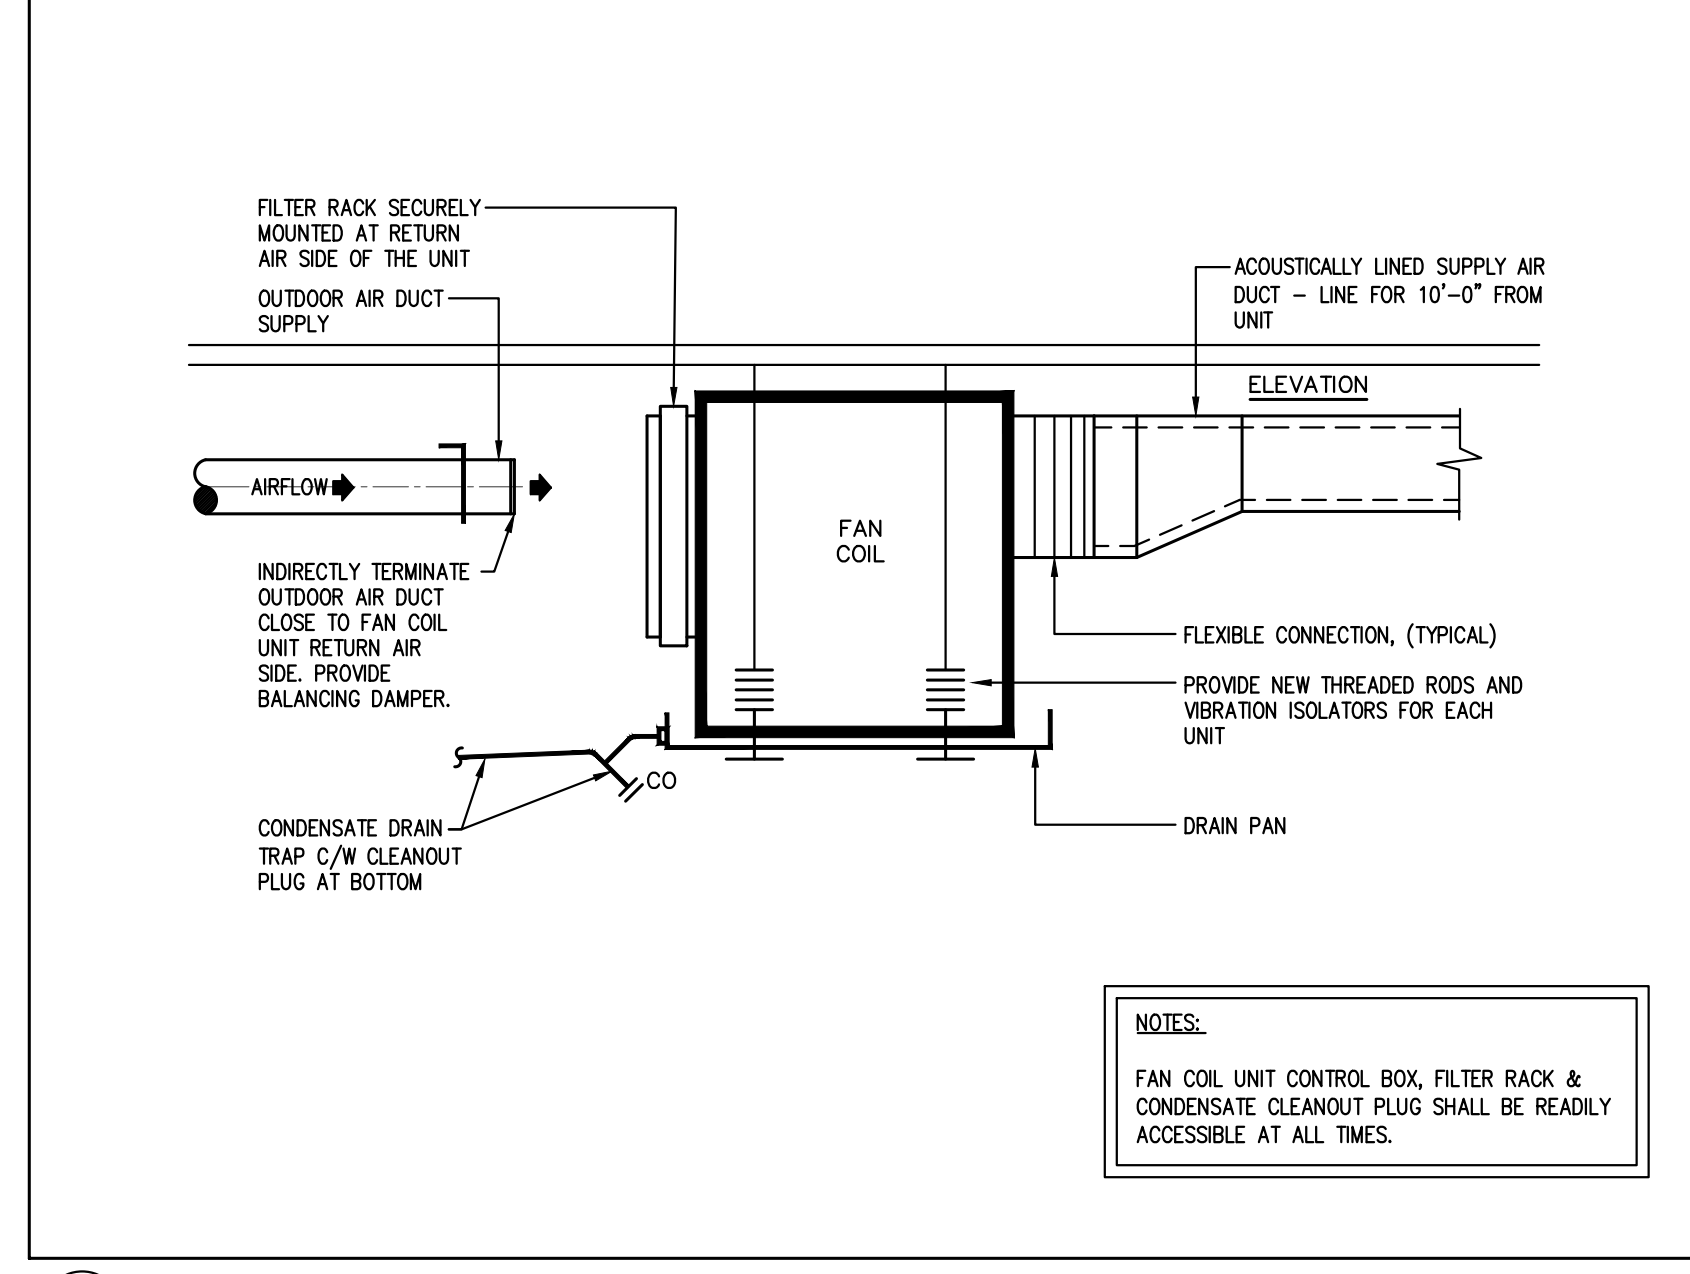 FILTER RACK SECURELY
MOUNTED AT RETURN
AIR SIDE OF THE UNIT
OUTDOOR AIR DUCT
SUPPLY
ACOUSTICALLY LINED SUPPLY AIR
DUCT – LINE FOR 10'-0" FROM
UNIT
ELEVATION
AIRFLOW
FAN
COIL
INDIRECTLY TERMINATE
OUTDOOR AIR DUCT
CLOSE TO FAN COIL
UNIT RETURN AIR
SIDE. PROVIDE
BALANCING DAMPER.
FLEXIBLE CONNECTION, (TYPICAL)
PROVIDE NEW THREADED RODS AND
VIBRATION ISOLATORS FOR EACH
UNIT
CO
CONDENSATE DRAIN
TRAP C/W CLEANOUT
PLUG AT BOTTOM
DRAIN PAN
NOTES:
FAN COIL UNIT CONTROL BOX, FILTER RACK &
CONDENSATE CLEANOUT PLUG SHALL BE READILY
ACCESSIBLE AT ALL TIMES.